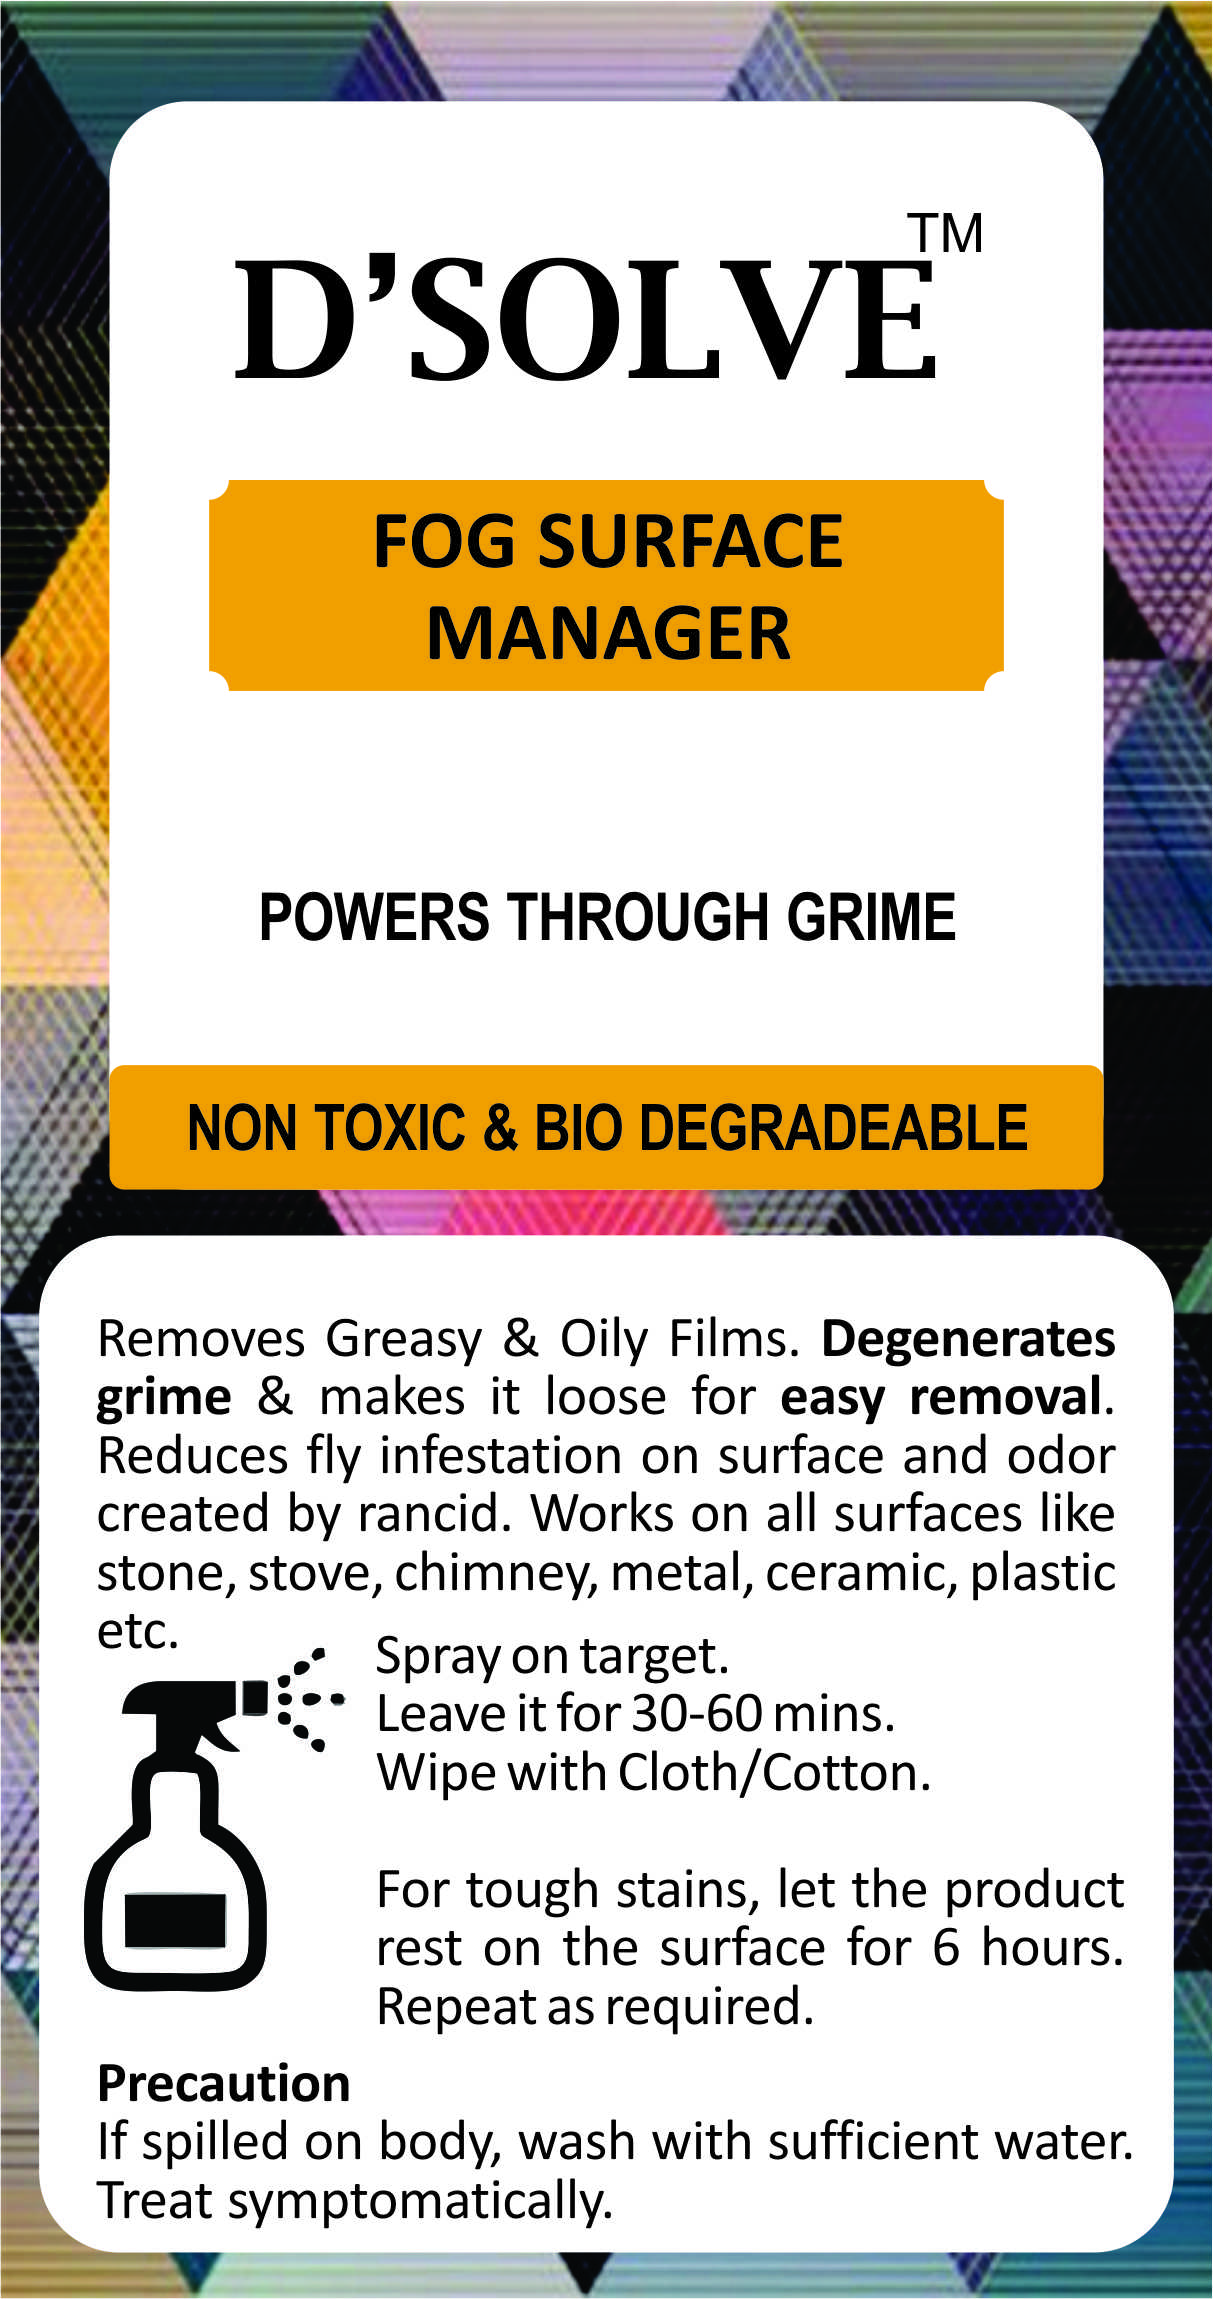 D'SOLVE™
FOG SURFACE
MANAGER
POWERS THROUGH GRIME
NON TOXIC & BIO DEGRADEABLE
Removes Greasy & Oily Films. Degenerates
grime & makes it loose for easy removal.
Reduces fly infestation on surface and odor
created by rancid. Works on all surfaces like
stone, stove, chimney, metal, ceramic, plastic
etc.
Spray on target.
Leave it for 30-60 mins.
Wipe with Cloth/Cotton.
For tough stains, let the product
rest on the surface for 6 hours.
Repeat as required.
Precaution
If spilled on body, wash with sufficient water.
Treat symptomatically.